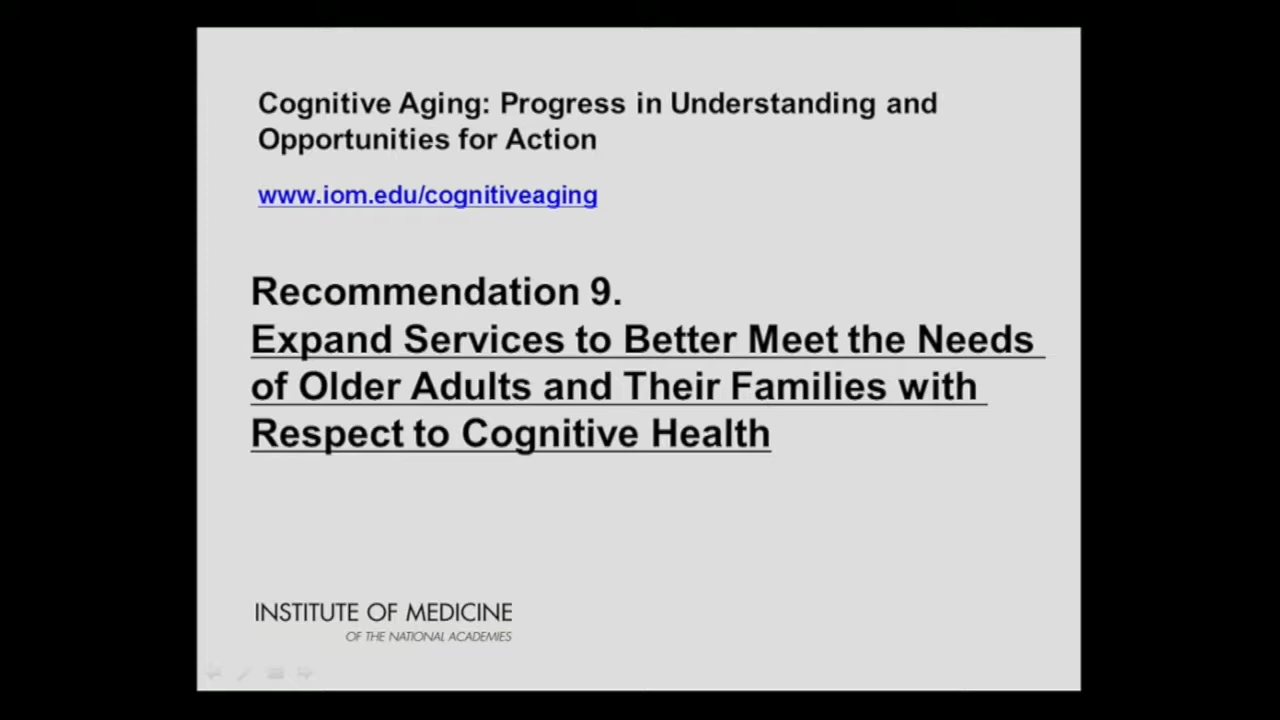 Cognitive Aging: Progress in Understanding and
Opportunities for Action
www.iom.edu/cognitiveaging
Recommendation 9.
Expand Services to Better Meet the Needs
of Older Adults and Their Families with
Respect to Cognitive Health
INSTITUTE OF MEDICINE
OF THE NATIONAL ACADEMIES